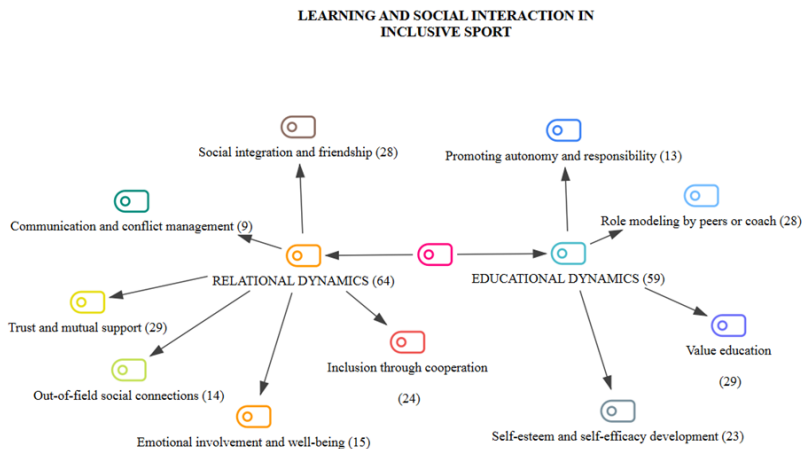 LEARNING AND SOCIAL INTERACTION IN
INCLUSIVE SPORT
Social integration and friendship (28)
Promoting autonomy and responsibility (13)
Communication and conflict management (9)
Role modeling by peers or coach (28)
RELATIONAL DYNAMICS (64)
EDUCATIONAL DYNAMICS (59)
Trust and mutual support (29)
Value education
(29)
Inclusion through cooperation
(24)
Out-of-field social connections (14)
Emotional involvement and well-being (15)
Self-esteem and self-efficacy development (23)